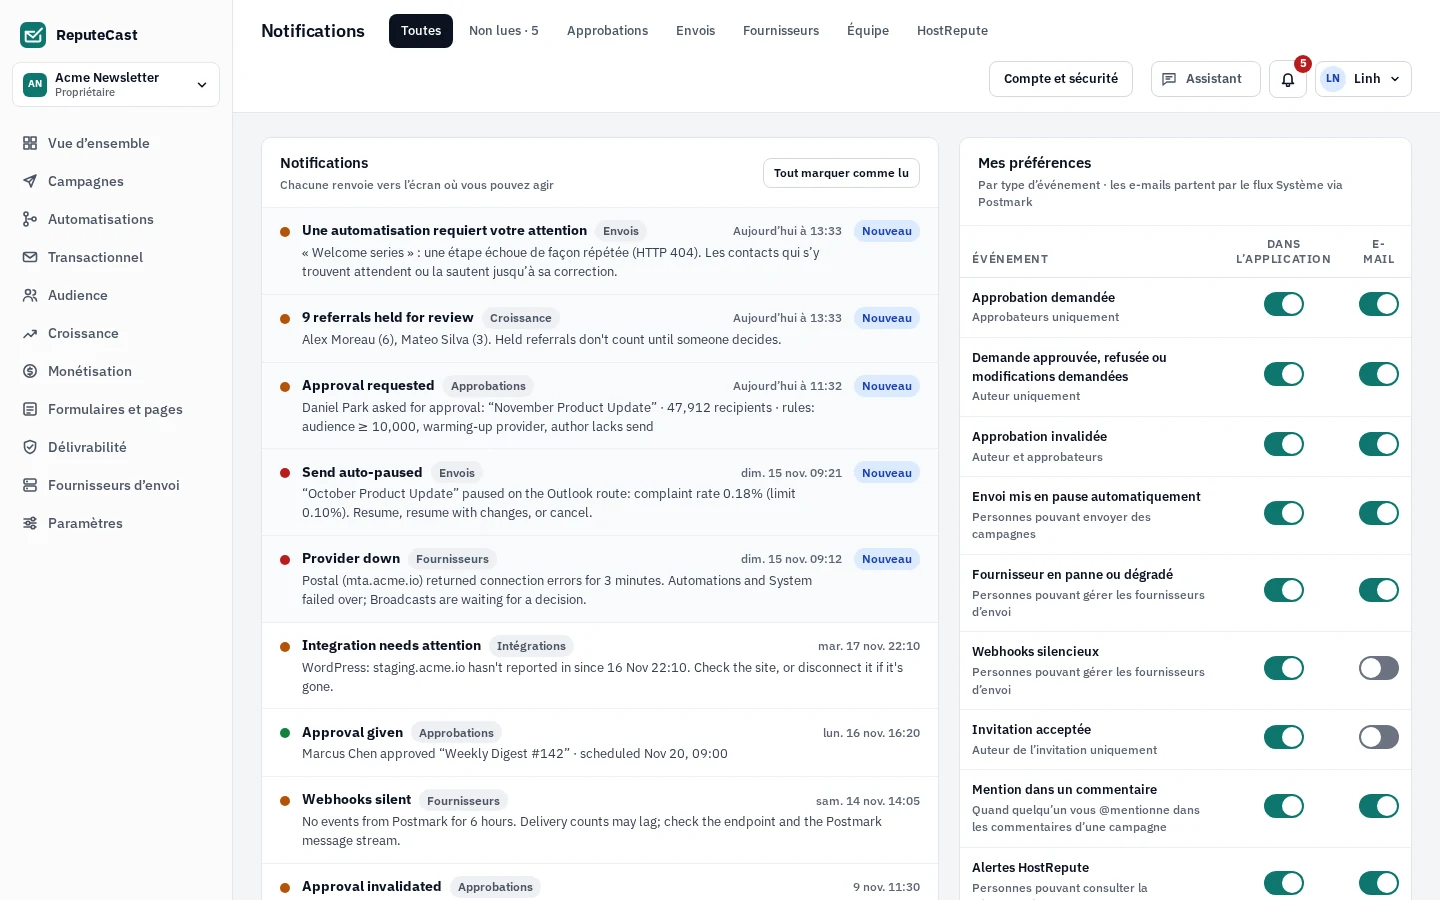 ReputeCast
AN
Acme Newsletter
Propriétaire
Vue d’ensemble
Campagnes
Automatisations
Transactionnel
Audience
Croissance
Monétisation
Formulaires et pages
Délivrabilité
Fournisseurs d’envoi
Paramètres
Notifications
Toutes
Non lues · 5
Approbations
Envois
Fournisseurs
Équipe
HostRepute
Compte et sécurité
Assistant
5
LN
Linh
Notifications
Chacune renvoie vers l’écran où vous pouvez agir
Tout marquer comme lu
Une automatisation requiert votre attention Envois Aujourd’hui à 13:33 Nouveau
« Welcome series » : une étape échoue de façon répétée (HTTP 404). Les contacts qui s’y
trouvent attendent ou la sautent jusqu’à sa correction.
9 referrals held for review Croissance Aujourd’hui à 13:33 Nouveau
Alex Moreau (6), Mateo Silva (3). Held referrals don't count until someone decides.
Approval requested Approbations Aujourd’hui à 11:32 Nouveau
Daniel Park asked for approval: “November Product Update” · 47,912 recipients · rules:
audience ≥ 10,000, warming-up provider, author lacks send
Send auto-paused Envois dim. 15 nov. 09:21 Nouveau
“October Product Update” paused on the Outlook route: complaint rate 0.18% (limit
0.10%). Resume, resume with changes, or cancel.
Provider down Fournisseurs dim. 15 nov. 09:12 Nouveau
Postal (mta.acme.io) returned connection errors for 3 minutes. Automations and System
failed over; Broadcasts are waiting for a decision.
Integration needs attention Intégrations mar. 17 nov. 22:10
WordPress: staging.acme.io hasn't reported in since 16 Nov 22:10. Check the site, or disconnect it if it's
gone.
Approval given Approbations lun. 16 nov. 16:20
Marcus Chen approved “Weekly Digest #142” · scheduled Nov 20, 09:00
Webhooks silent Fournisseurs sam. 14 nov. 14:05
No events from Postmark for 6 hours. Delivery counts may lag; check the endpoint and the Postmark
message stream.
Approval invalidated Approbations 9 nov. 11:30
Mes préférences
Par type d’événement · les e-mails partent par le flux Système via
Postmark
ÉVÉNEMENT
DANS
L’APPLICATION
E-
MAIL
Approbation demandée
Approbateurs uniquement
Demande approuvée, refusée ou
modifications demandées
Auteur uniquement
Approbation invalidée
Auteur et approbateurs
Envoi mis en pause automatiquement
Personnes pouvant envoyer des
campagnes
Fournisseur en panne ou dégradé
Personnes pouvant gérer les fournisseurs
d’envoi
Webhooks silencieux
Personnes pouvant gérer les fournisseurs
d’envoi
Invitation acceptée
Auteur de l’invitation uniquement
Mention dans un commentaire
Quand quelqu’un vous @mentionne dans
les commentaires d’une campagne
Alertes HostRepute
Personnes pouvant consulter la